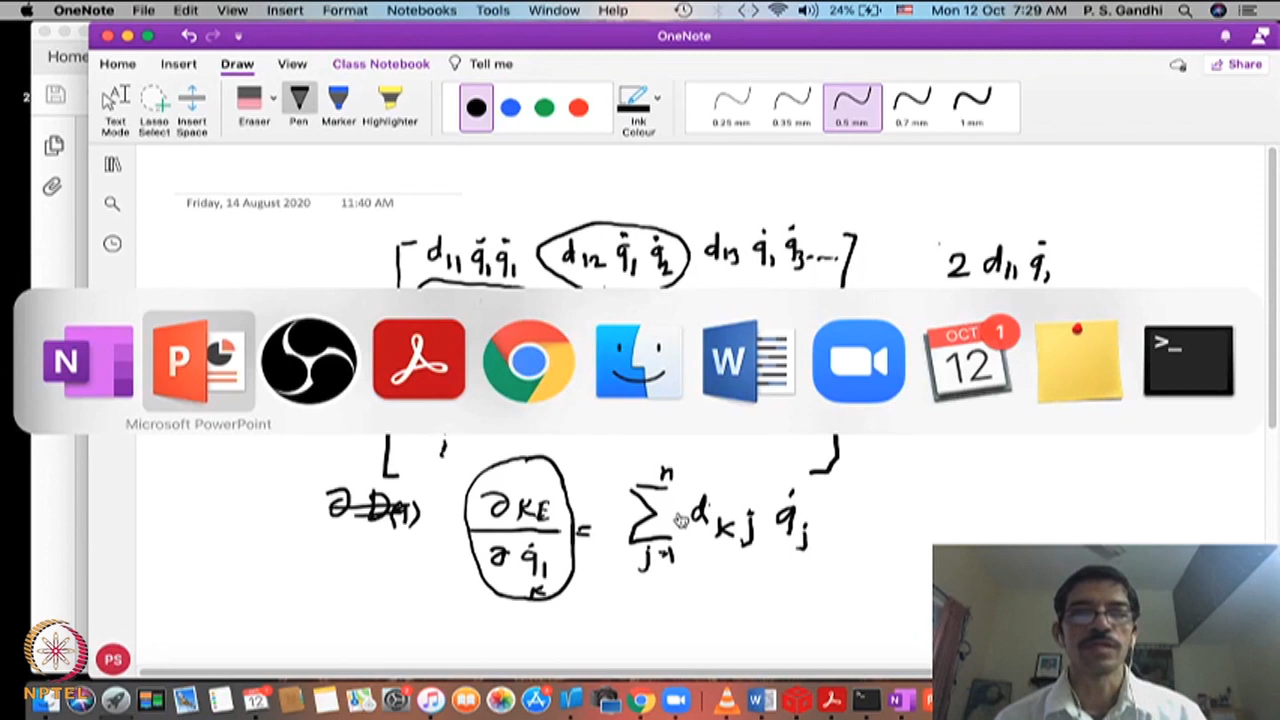 OneNote File Edit View Insert Format Notebooks Tools Window Help 24% Mon 12 Oct 7:29 AM P. S. Gandhi
OneNote
Home
Home Insert Draw View Class Notebook Tell me Share
2
Text Mode Lasso Select Insert Space Eraser Pen Marker Highlighter Ink Colour 0.25 mm 0.35 mm 0.5 mm 0.7 mm 1 mm
Friday, 14 August 2020 11:40 AM
d11 q̇1 q̇1 d12 q̇1 q̇2 d13 q̇1 q̇3.... 2 d11 q̇1
N P W OCT 1 12 >_
Microsoft PowerPoint
∂KE/∂q̇1 k = ∑ j=1 n dkj q̇j
PS
NPTEL